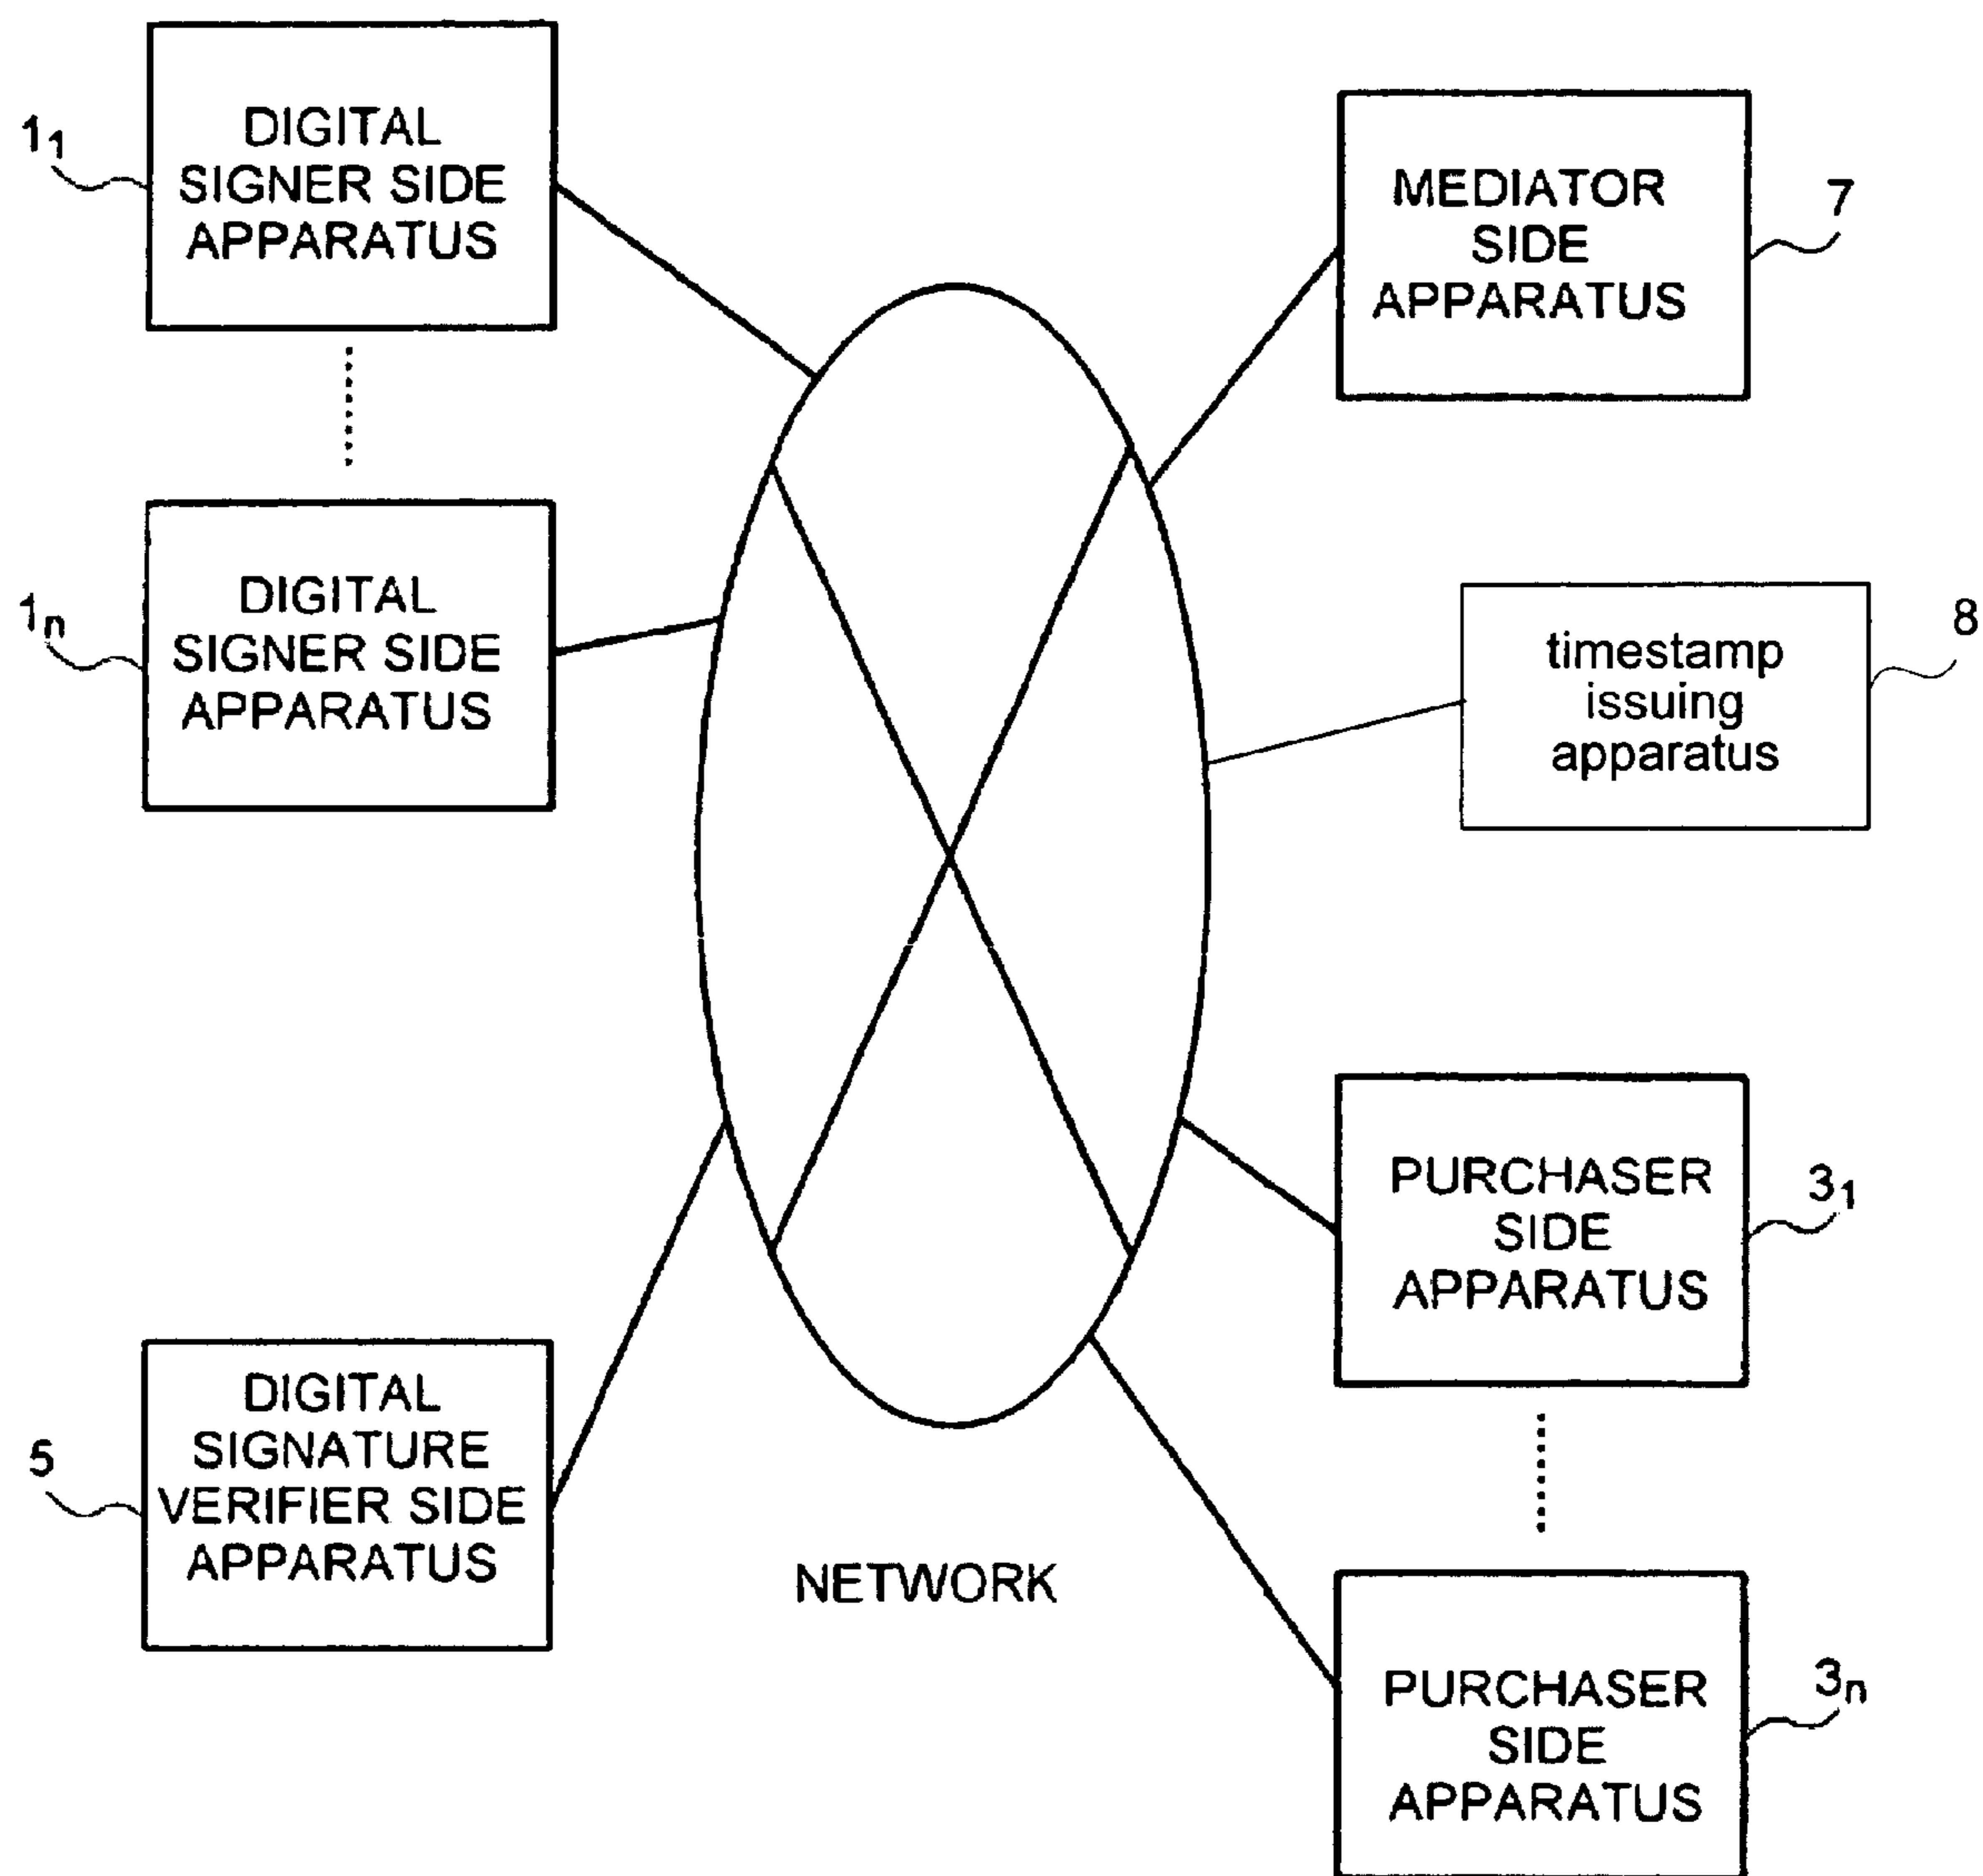 1₁
DIGITAL
SIGNER SIDE
APPARATUS
1ₙ
DIGITAL
SIGNER SIDE
APPARATUS
5
DIGITAL
SIGNATURE
VERIFIER SIDE
APPARATUS
NETWORK
MEDIATOR
SIDE
APPARATUS
7
timestamp
issuing
apparatus
8
PURCHASER
SIDE
APPARATUS
3₁
PURCHASER
SIDE
APPARATUS
3ₙ